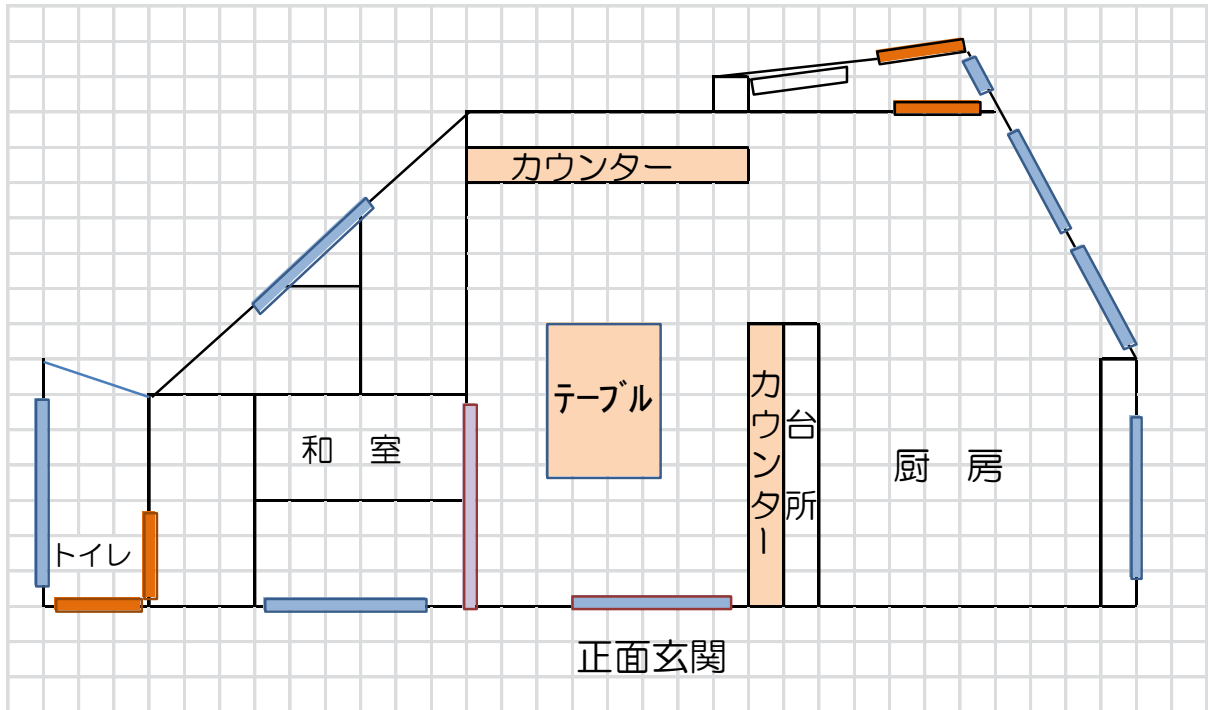 カウンター
テーブル
カウンター
台所
和室
厨房
トイレ
正面玄関